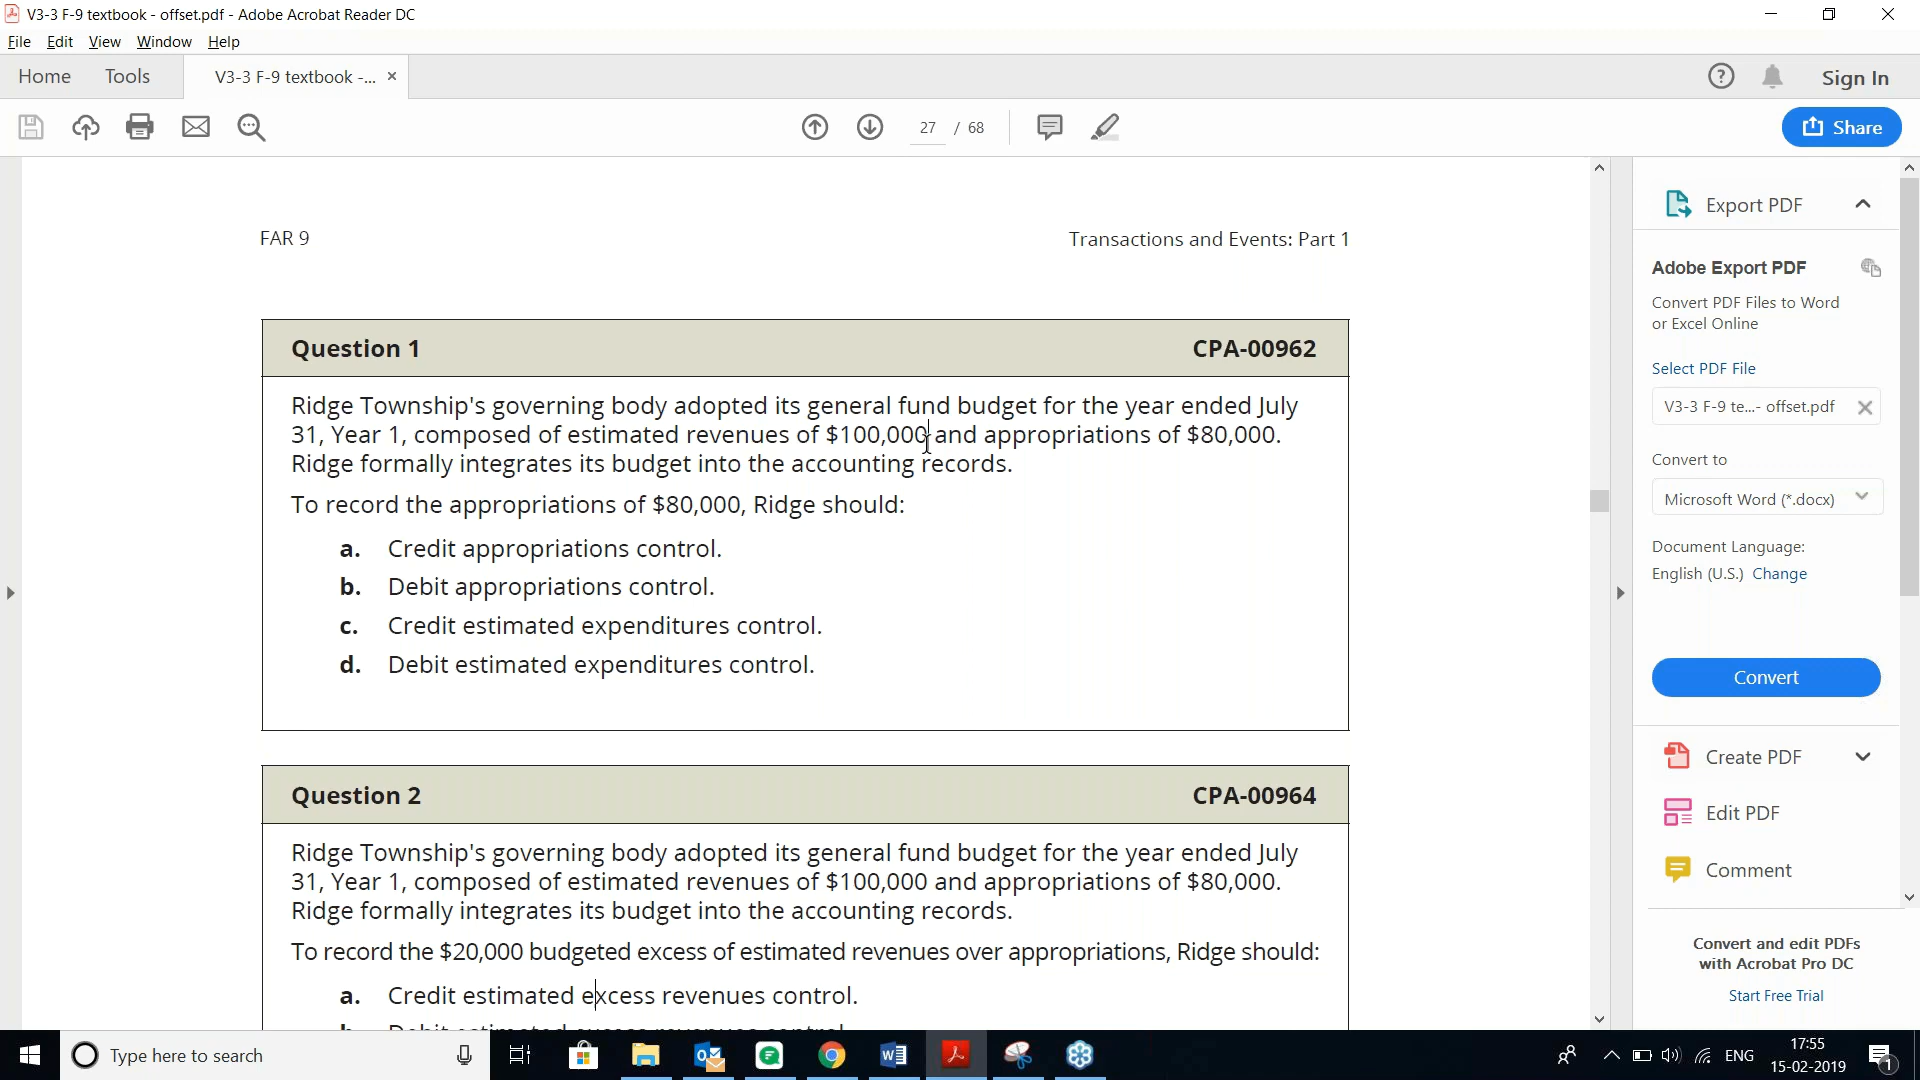 V3-3 F-9 textbook - offset.pdf - Adobe Acrobat Reader DC
File Edit View Window Help
Home Tools V3-3 F-9 textbook -... × Sign In
27 / 68 Share
FAR 9 Transactions and Events: Part 1
Question 1 CPA-00962
Ridge Township's governing body adopted its general fund budget for the year ended July
31, Year 1, composed of estimated revenues of $100,000 and appropriations of $80,000.
Ridge formally integrates its budget into the accounting records.
To record the appropriations of $80,000, Ridge should:
a. Credit appropriations control.
b. Debit appropriations control.
c. Credit estimated expenditures control.
d. Debit estimated expenditures control.
Question 2 CPA-00964
Ridge Township's governing body adopted its general fund budget for the year ended July
31, Year 1, composed of estimated revenues of $100,000 and appropriations of $80,000.
Ridge formally integrates its budget into the accounting records.
To record the $20,000 budgeted excess of estimated revenues over appropriations, Ridge should:
a. Credit estimated excess revenues control.
b. Debit estimated excess revenues control.
Export PDF
Adobe Export PDF
Convert PDF Files to Word
or Excel Online
Select PDF File
V3-3 F-9 te...- offset.pdf
Convert to
Microsoft Word (*.docx)
Document Language:
English (U.S.) Change
Convert
Create PDF
Edit PDF
Comment
Convert and edit PDFs
with Acrobat Pro DC
Start Free Trial
Type here to search
ENG
17:55
15-02-2019
1